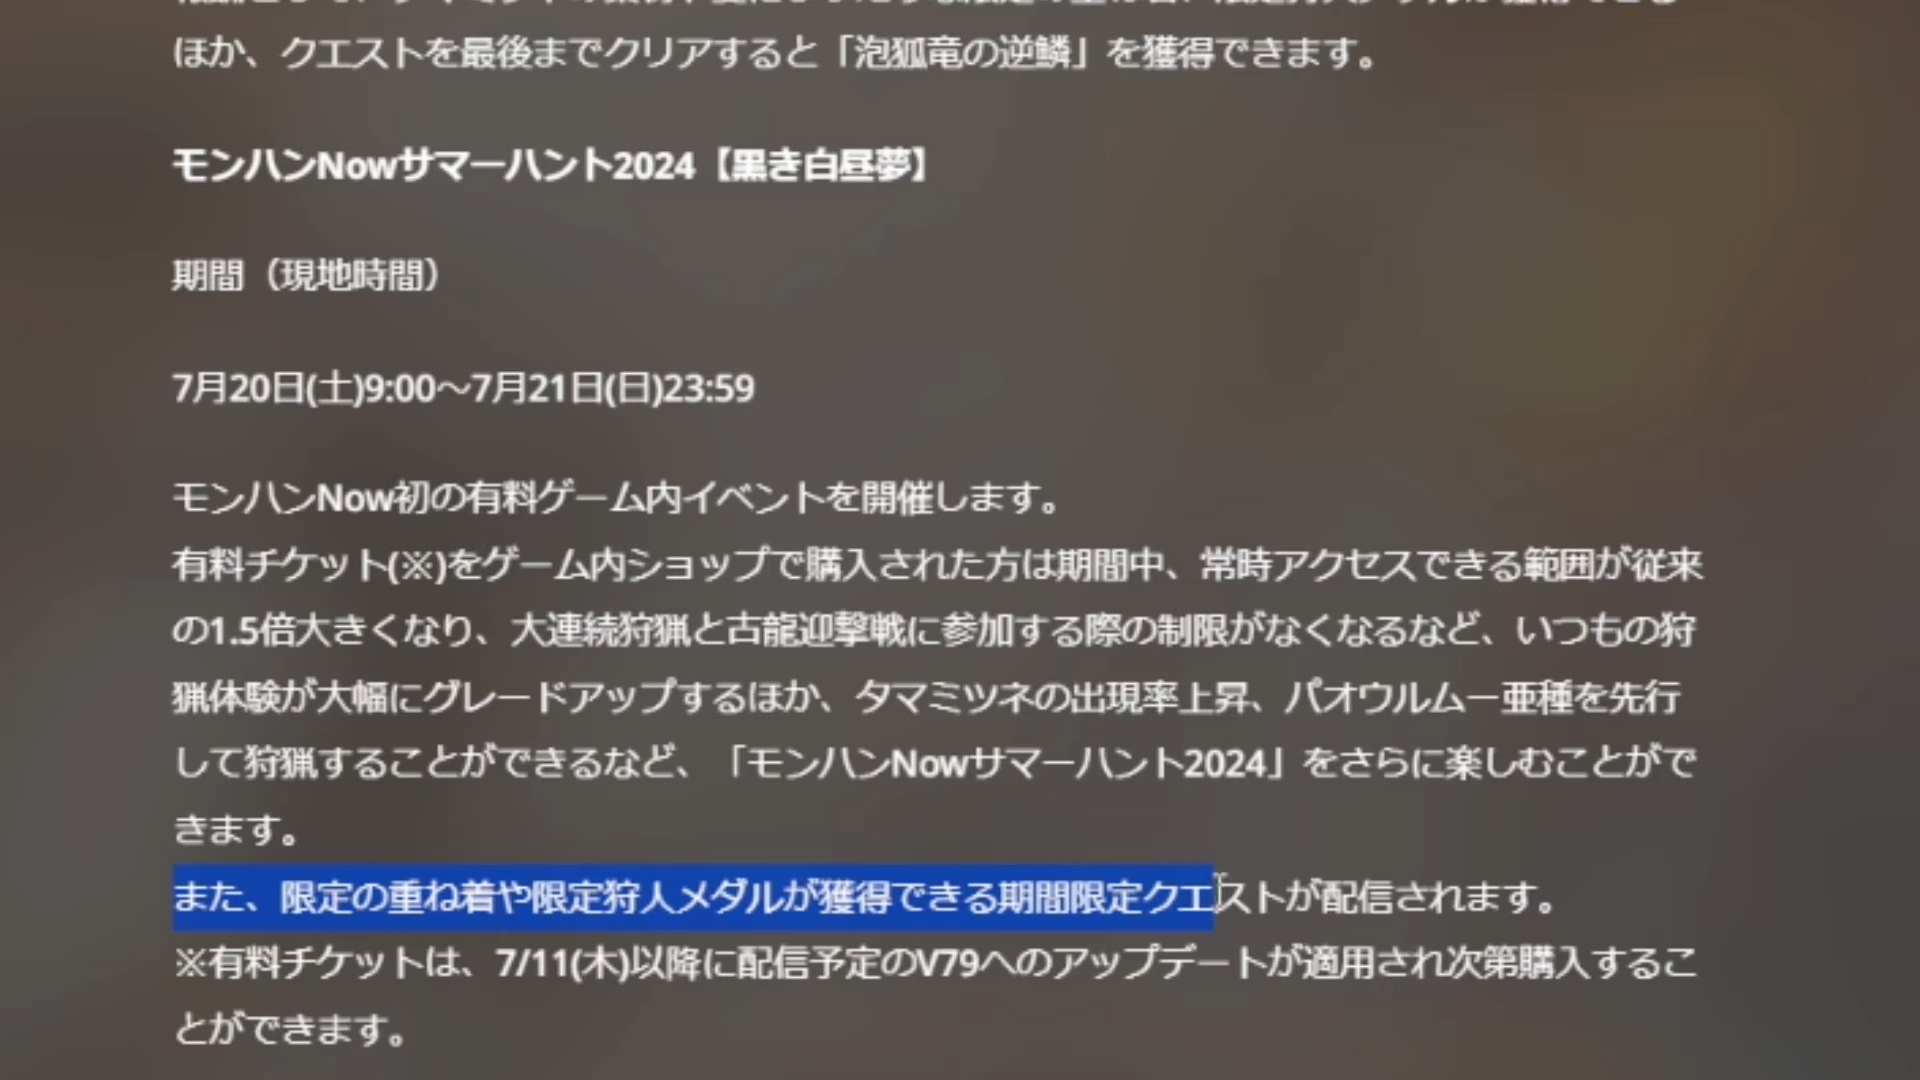 ほか、クエストを最後までクリアすると「泡狐竜の逆鱗」を獲得できます。
モンハンNowサマーハント2024【黒き白昼夢】
期間（現地時間）
7月20日(土)9:00～7月21日(日)23:59
モンハンNow初の有料ゲーム内イベントを開催します。
有料チケット(※)をゲーム内ショップで購入された方は期間中、常時アクセスできる範囲が従来
の1.5倍大きくなり、大連続狩猟と古龍迎撃戦に参加する際の制限がなくなるなど、いつもの狩
猟体験が大幅にグレードアップするほか、タマミツネの出現率上昇、パオウルムー亜種を先行
して狩猟することができるなど、「モンハンNowサマーハント2024」をさらに楽しむことがで
きます。
また、限定の重ね着や限定狩人メダルが獲得できる期間限定クエストが配信されます。
※有料チケットは、7/11(木)以降に配信予定のV79へのアップデートが適用され次第購入するこ
とができます。